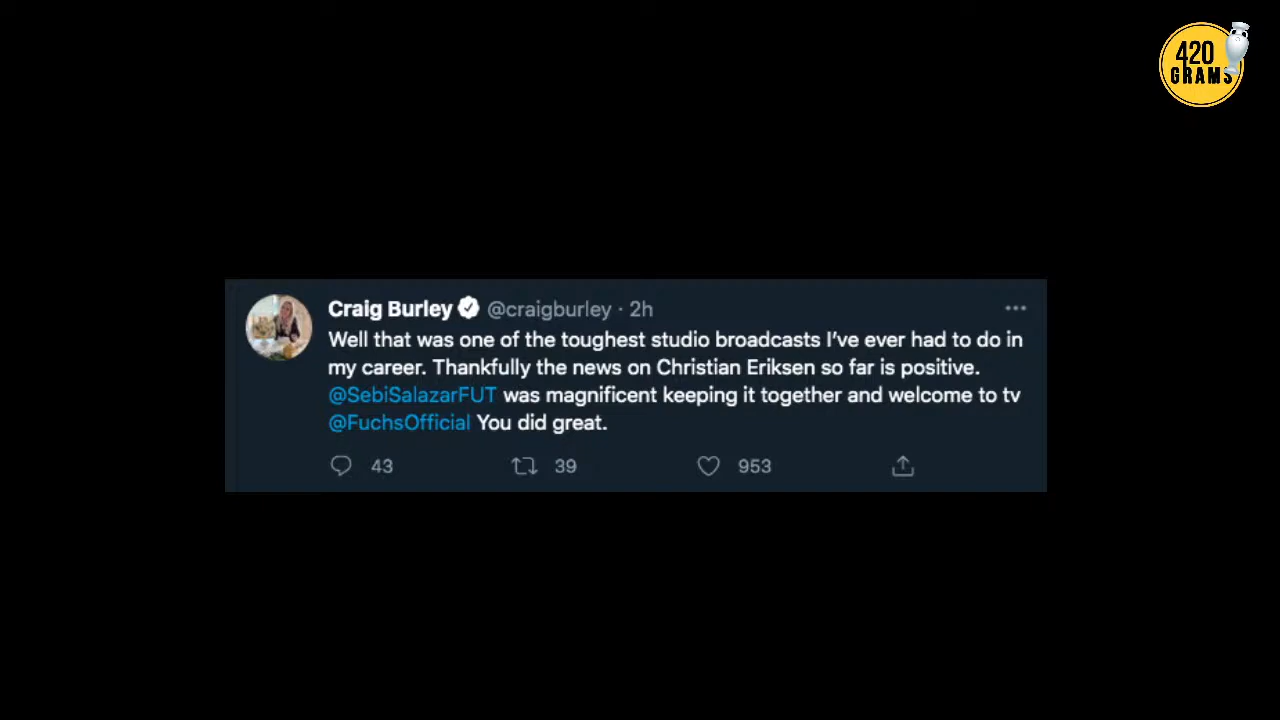 420
GRAMS
Craig Burley @craigburley · 2h
Well that was one of the toughest studio broadcasts I've ever had to do in
my career. Thankfully the news on Christian Eriksen so far is positive.
@SebiSalazarFUT was magnificent keeping it together and welcome to tv
@FuchsOfficial You did great.
43 39 953